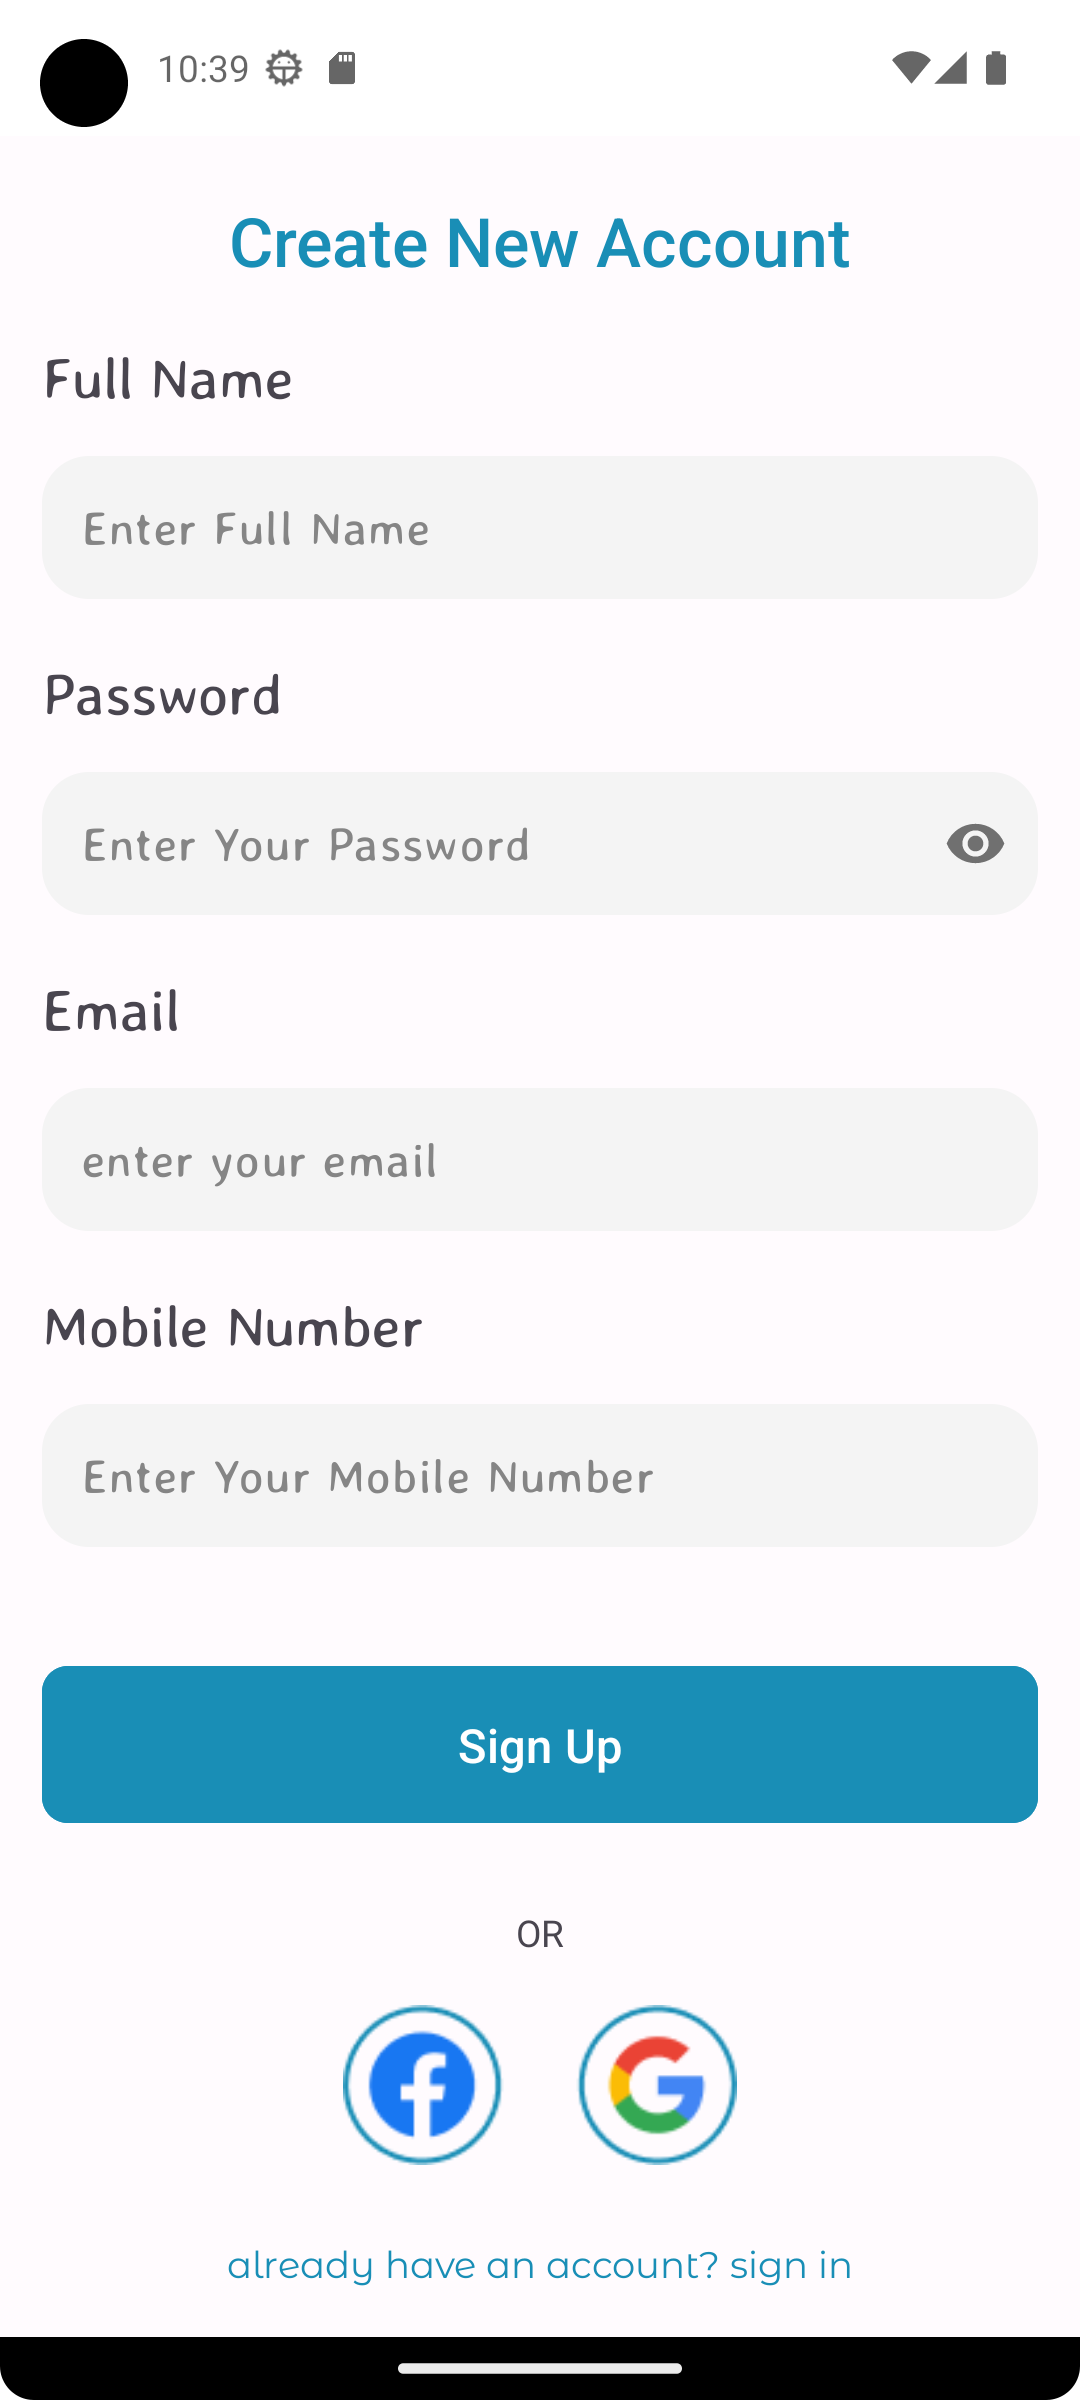 10:39
Create New Account
Full Name
Enter Full Name
Password
Enter Your Password
Email
enter your email
Mobile Number
Enter Your Mobile Number
Sign Up
OR
already have an account? sign in